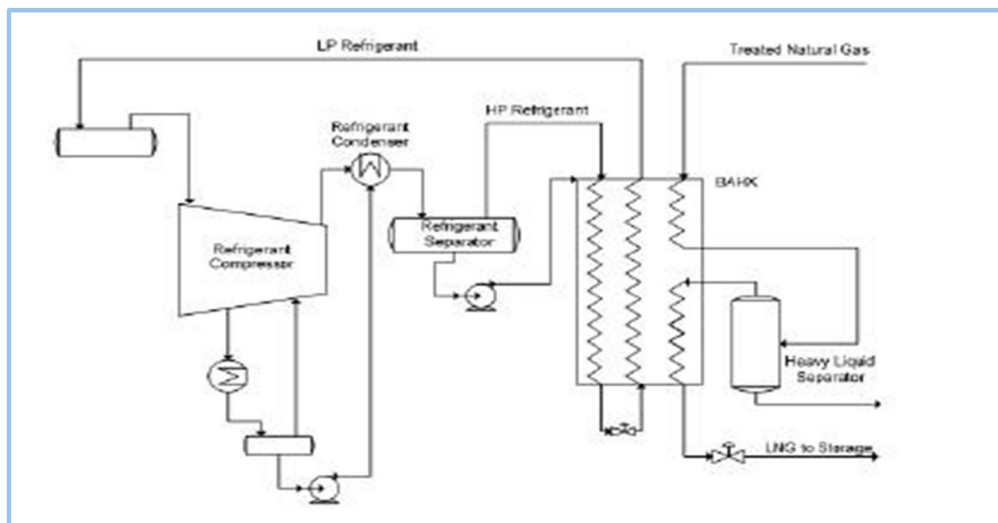 LP Refrigerant
Treated Natural Gas
HP Refrigerant
Refrigerant
Condenser
BAHX
Refrigerant
Separator
Refrigerant
Compressor
Heavy Liquid
Separator
LNG to Storage